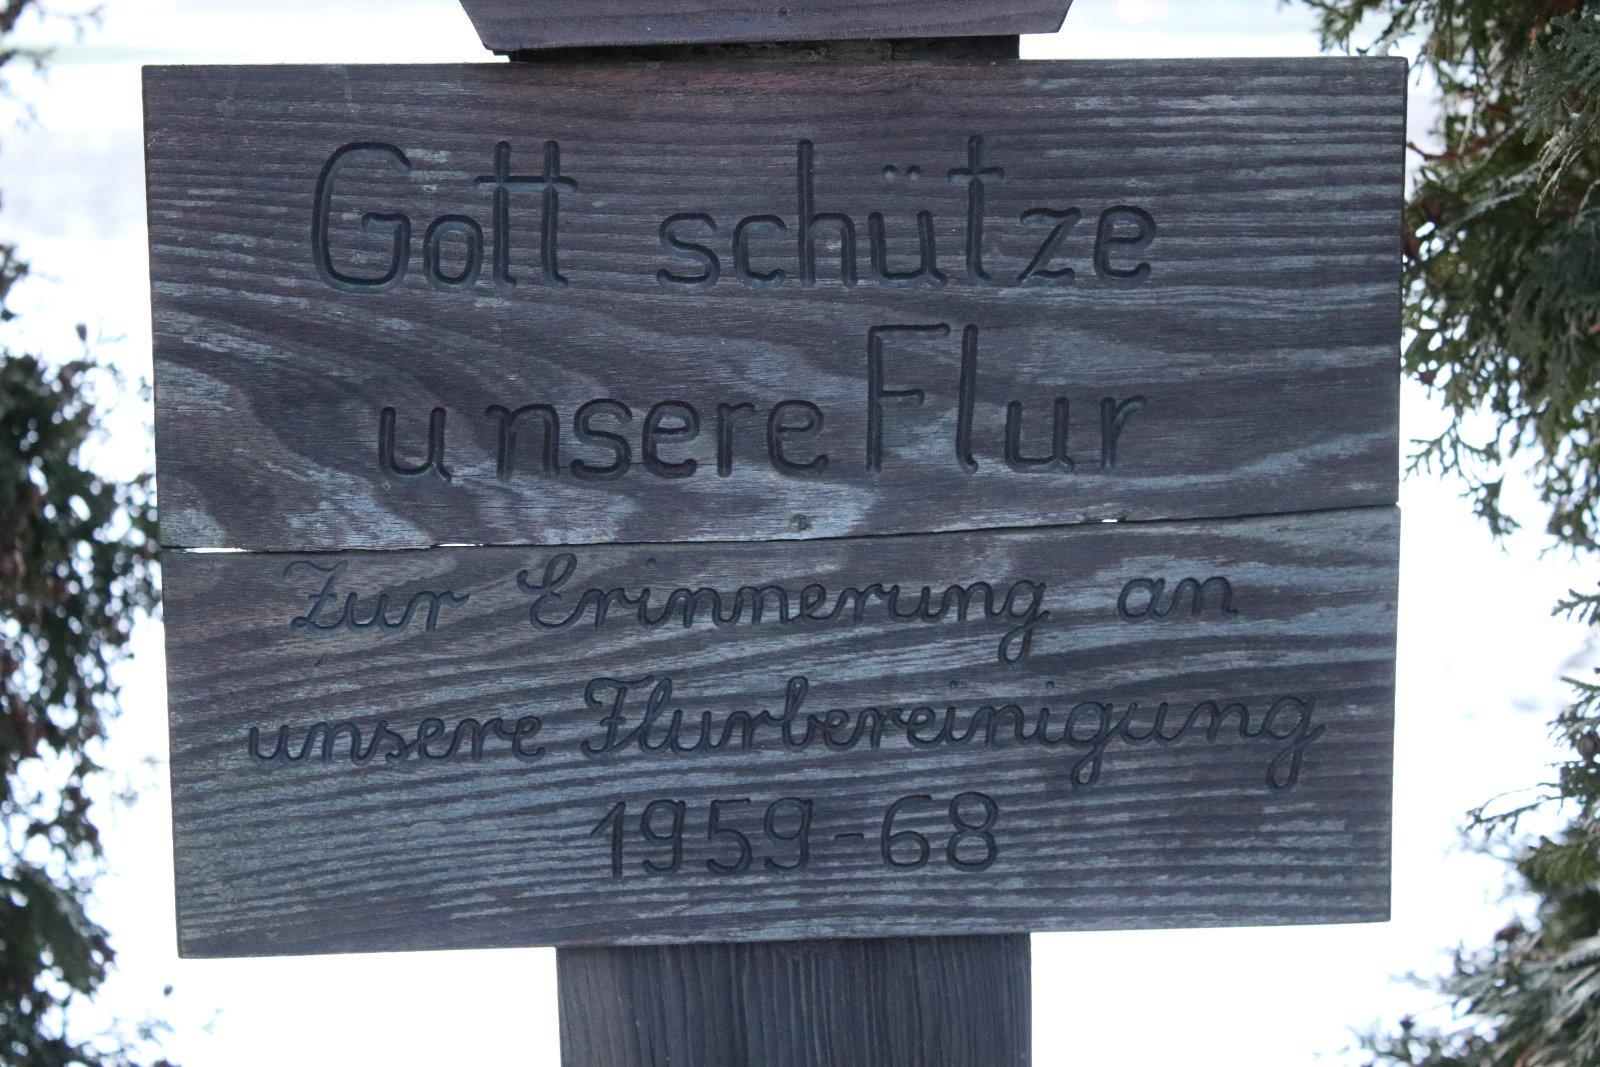 Gott schütze
unsere Flur
Zur Erinnerung an
unsere Flurbereinigung
1959-68